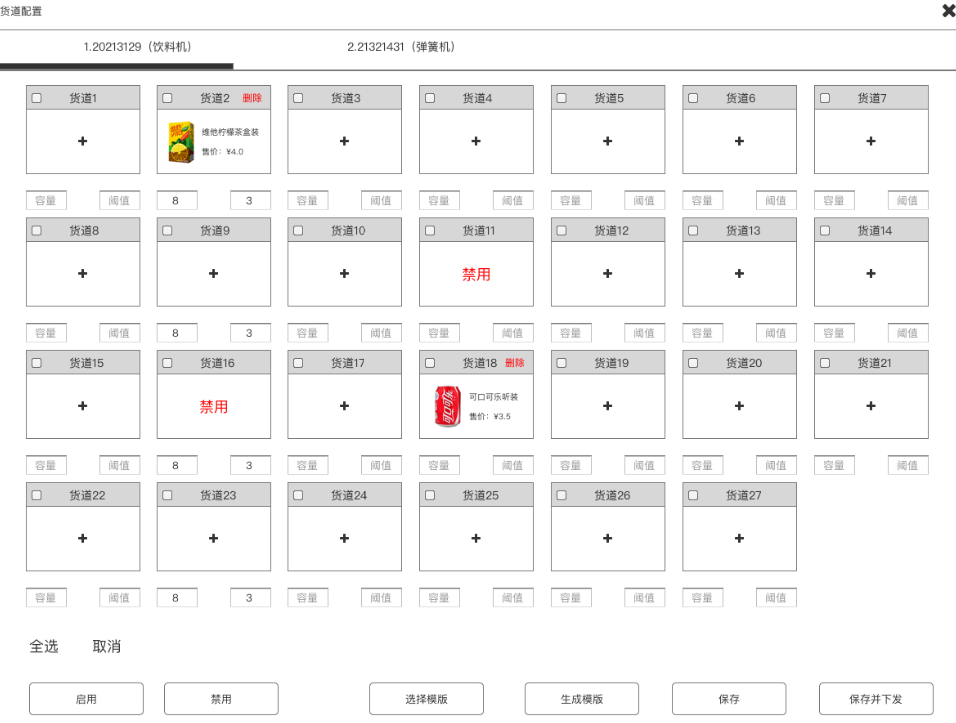 货道配置
1.20213129（饮料机） 2.21321431（弹簧机）
货道1 货道2 删除 货道3 货道4 货道5 货道6 货道7
维他柠檬茶盒装
售价：¥4.0
容量 阈值 8 3 容量 阈值 容量 阈值 容量 阈值 容量 阈值 容量 阈值
货道8 货道9 货道10 货道11 货道12 货道13 货道14
禁用
容量 阈值 8 3 容量 阈值 容量 阈值 容量 阈值 容量 阈值 容量 阈值
货道15 货道16 货道17 货道18 删除 货道19 货道20 货道21
禁用
可口可乐
可口可乐听装
售价：¥3.5
容量 阈值 8 3 容量 阈值 容量 阈值 容量 阈值 容量 阈值 容量 阈值
货道22 货道23 货道24 货道25 货道26 货道27
容量 阈值 8 3 容量 阈值 容量 阈值 容量 阈值 容量 阈值
全选 取消
启用 禁用 选择模版 生成模版 保存 保存并下发